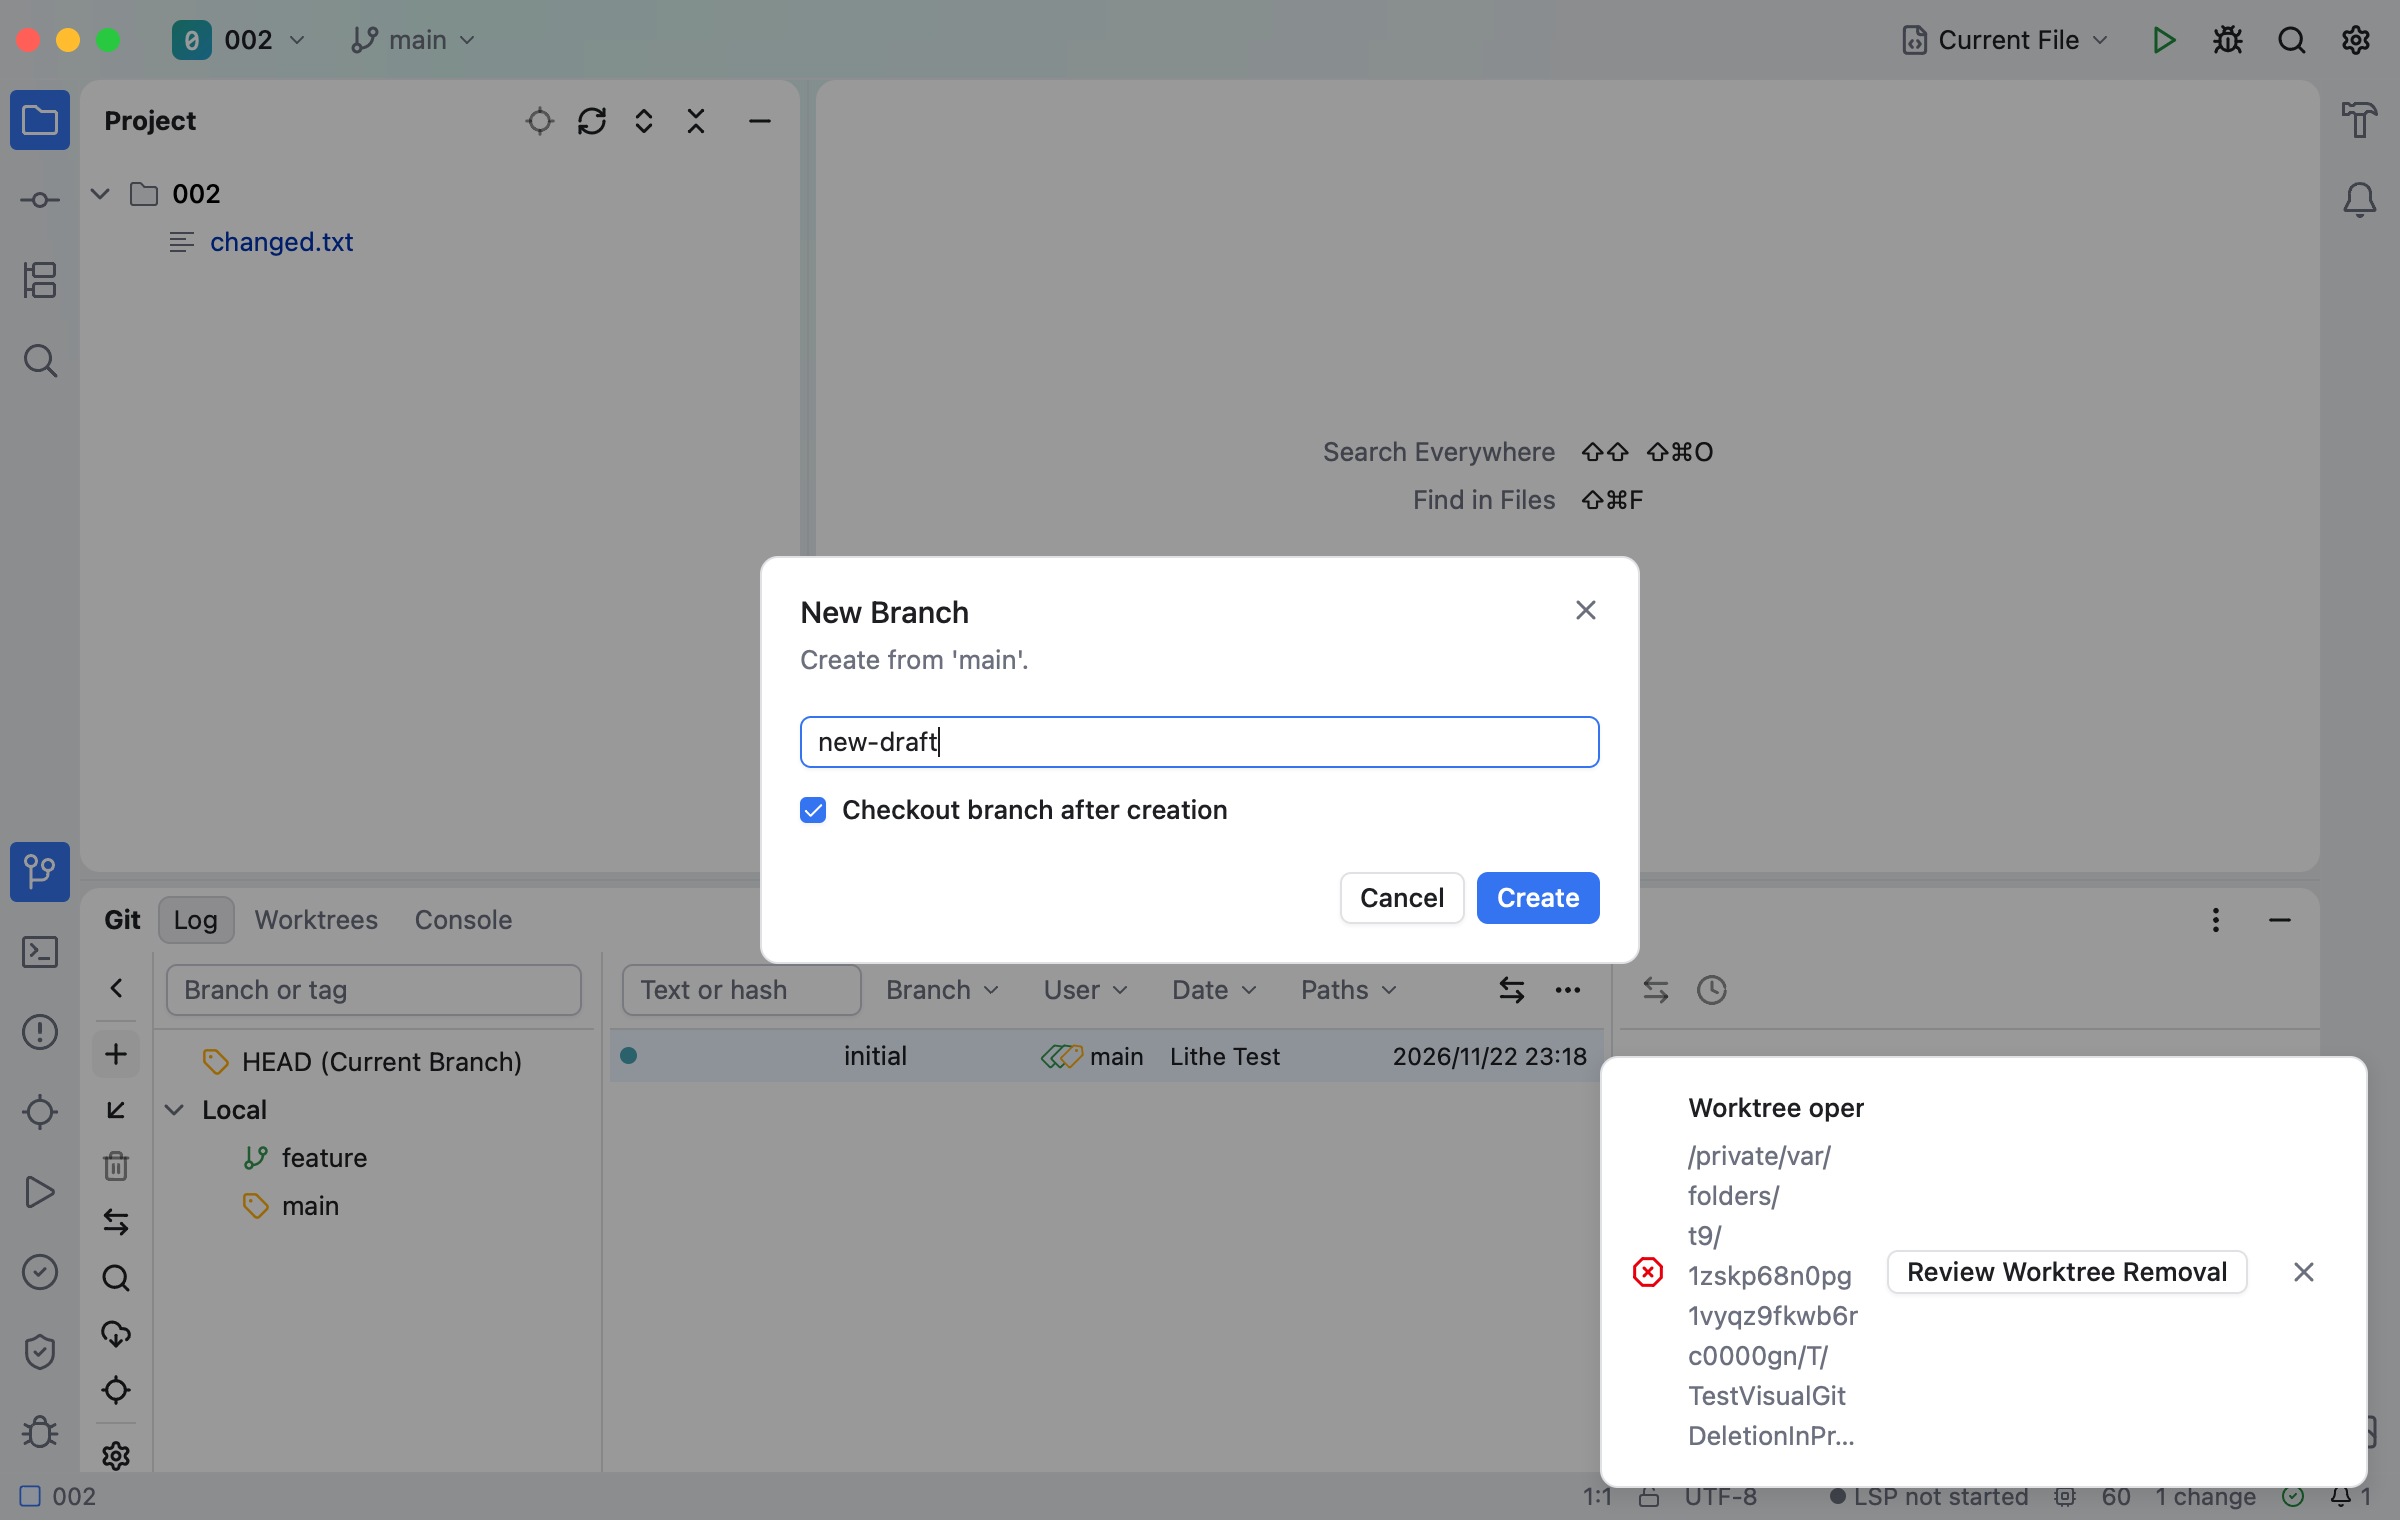 0 002 main Current File
Project
002
changed.txt
Search Everywhere ⇧⇧ ⇧⌘O
Find in Files ⇧⌘F
New Branch
Create from 'main'.
new-draft
Checkout branch after creation
Cancel Create
Git Log Worktrees Console
Branch or tag
Text or hash Branch User Date Paths
HEAD (Current Branch)
Local
feature
main
initial main Lithe Test 2026/11/22 23:18
Worktree oper
/private/var/
folders/
t9/
1zskp68n0pg
1vyqz9fkwb6r
c0000gn/T/
TestVisualGit
DeletionInPr...
Review Worktree Removal
002 1:1 UTF-8 LSP not started 60 1 change 1